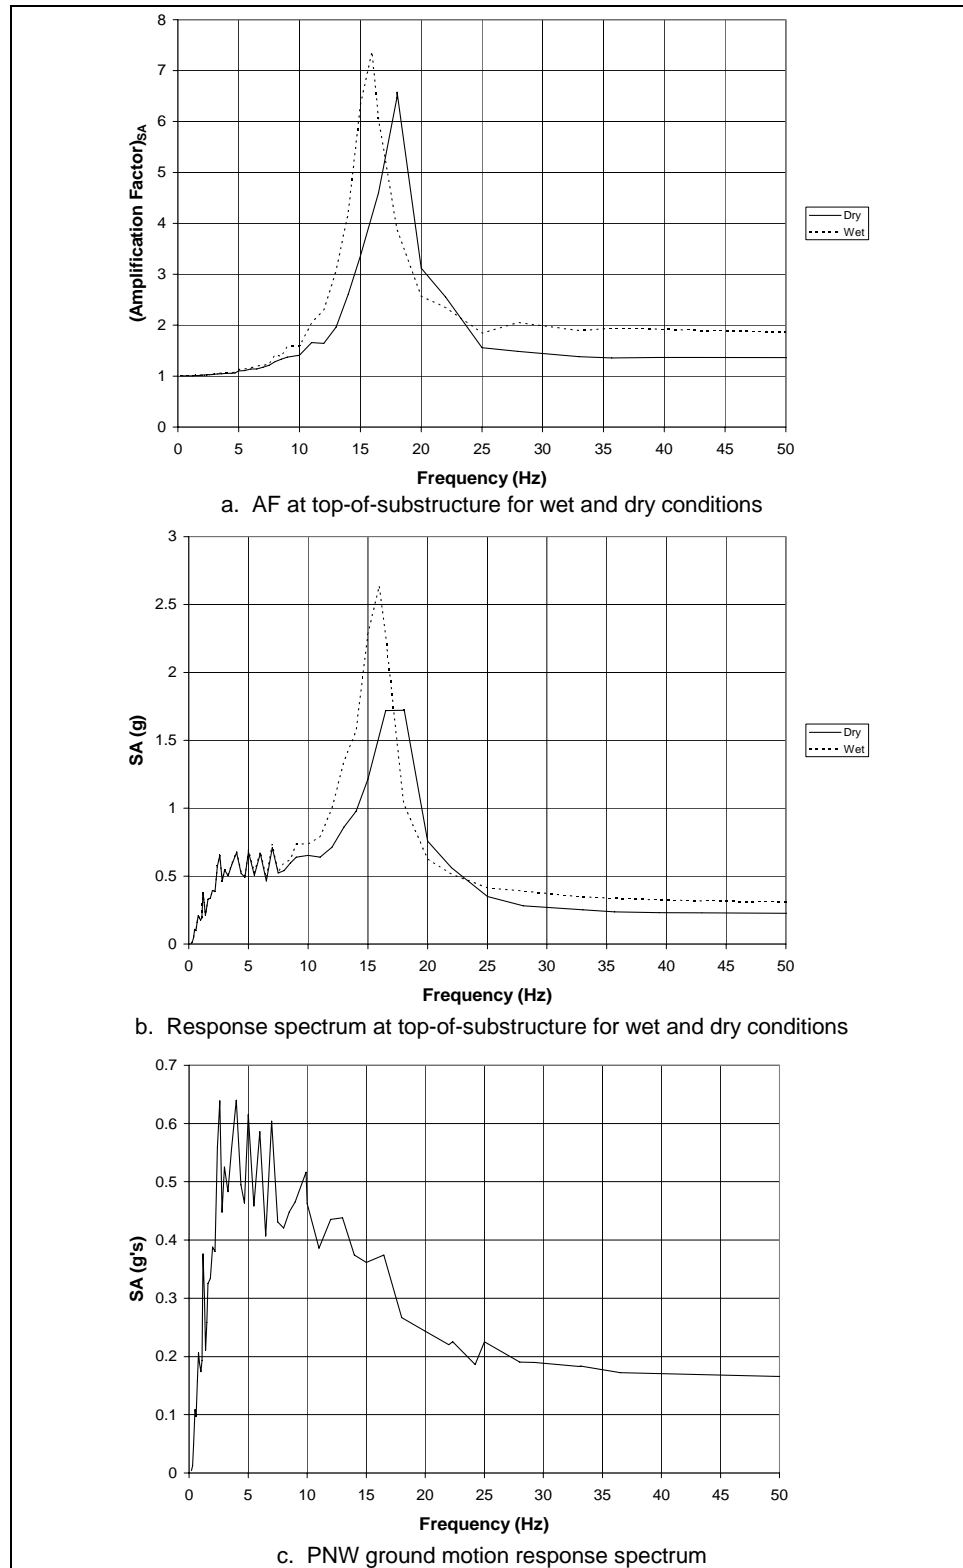 8
7
6
5
4
3
2
1
0
(Amplification Factor)SA
0 5 10 15 20 25 30 35 40 45 50
Frequency (Hz)
Dry
Wet
a. AF at top-of-substructure for wet and dry conditions
3
2.5
2
1.5
1
0.5
0
SA (g)
0 5 10 15 20 25 30 35 40 45 50
Frequency (Hz)
Dry
Wet
b. Response spectrum at top-of-substructure for wet and dry conditions
0.7
0.6
0.5
0.4
0.3
0.2
0.1
0
SA (g's)
0 5 10 15 20 25 30 35 40 45 50
Frequency (Hz)
c. PNW ground motion response spectrum